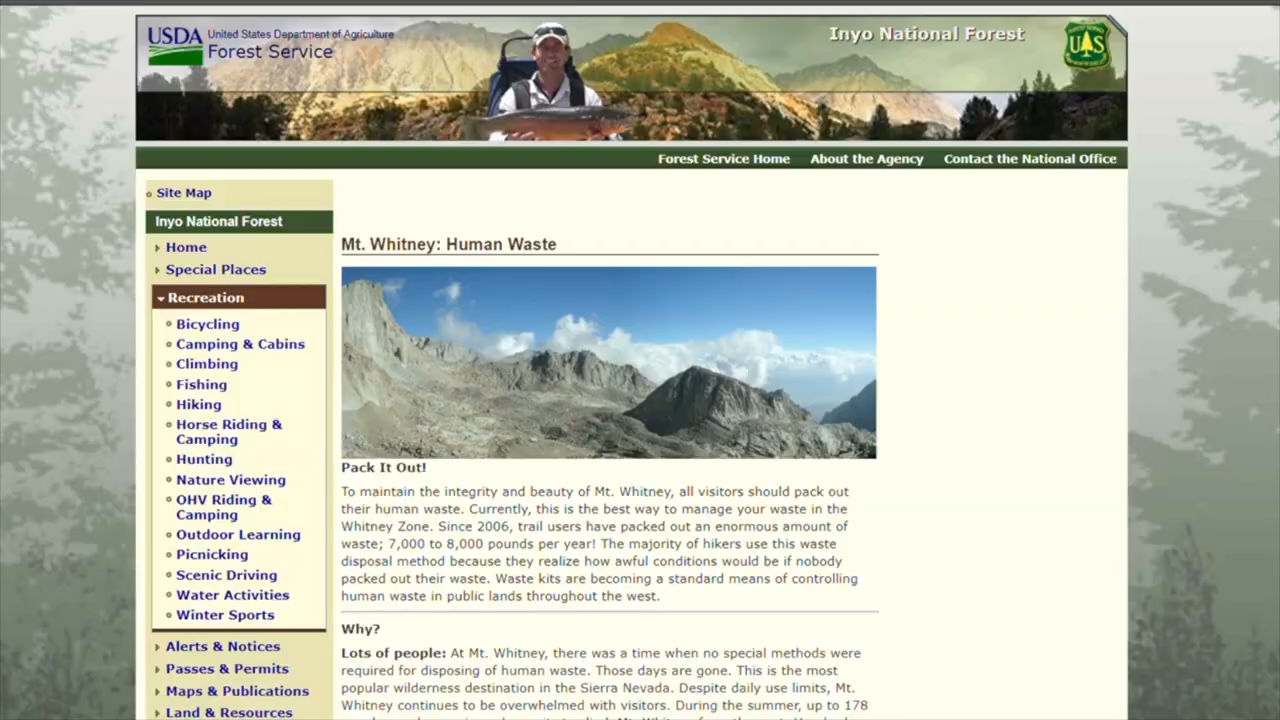 USDA
United States Department of Agriculture
Forest Service
Inyo National Forest
UAS
Forest Service Home
About the Agency
Contact the National Office
Site Map
Inyo National Forest
Home
Special Places
Recreation
Bicycling
Camping & Cabins
Climbing
Fishing
Hiking
Horse Riding &
Camping
Hunting
Nature Viewing
OHV Riding &
Camping
Outdoor Learning
Picnicking
Scenic Driving
Water Activities
Winter Sports
Alerts & Notices
Passes & Permits
Maps & Publications
Land & Resources
Mt. Whitney: Human Waste
Pack It Out!
To maintain the integrity and beauty of Mt. Whitney, all visitors should pack out
their human waste. Currently, this is the best way to manage your waste in the
Whitney Zone. Since 2006, trail users have packed out an enormous amount of
waste; 7,000 to 8,000 pounds per year! The majority of hikers use this waste
disposal method because they realize how awful conditions would be if nobody
packed out their waste. Waste kits are becoming a standard means of controlling
human waste in public lands throughout the west.
Why?
Lots of people: At Mt. Whitney, there was a time when no special methods were
required for disposing of human waste. Those days are gone. This is the most
popular wilderness destination in the Sierra Nevada. Despite daily use limits, Mt.
Whitney continues to be overwhelmed with visitors. During the summer, up to 178